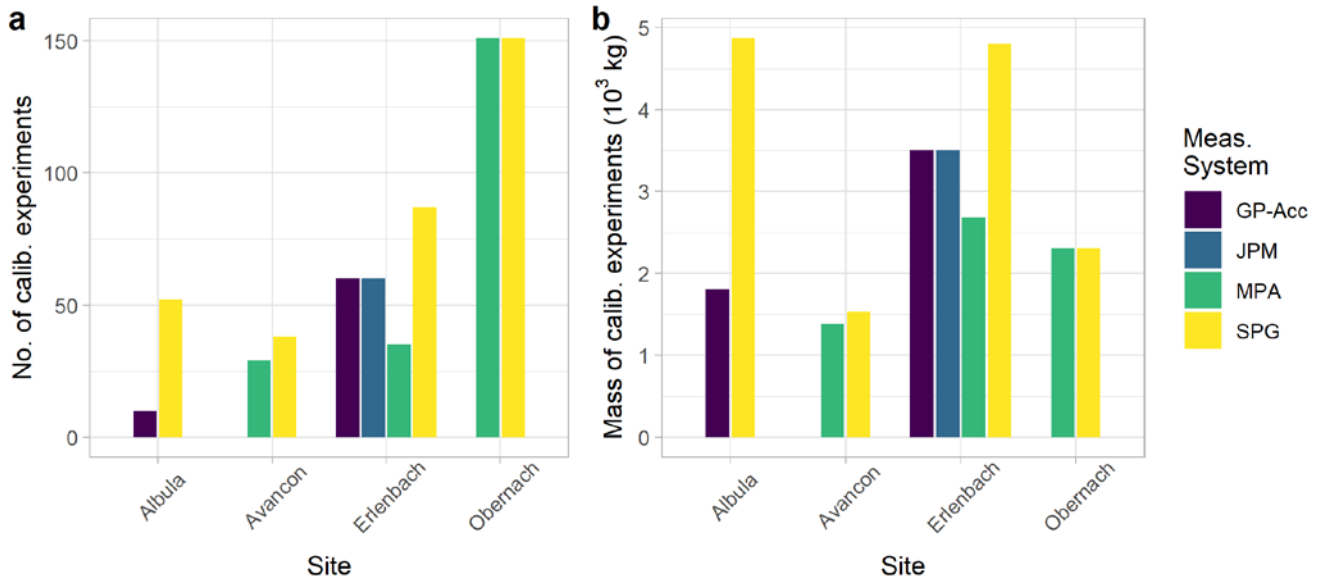 a
No. of calib. experiments
150
100
50
0
Albula
Avancon
Erlenbach
Obernach
Site
b
Mass of calib. experiments (10³ kg)
5
4
3
2
1
0
Albula
Avancon
Erlenbach
Obernach
Site
Meas.
System
GP-Acc
JPM
MPA
SPG